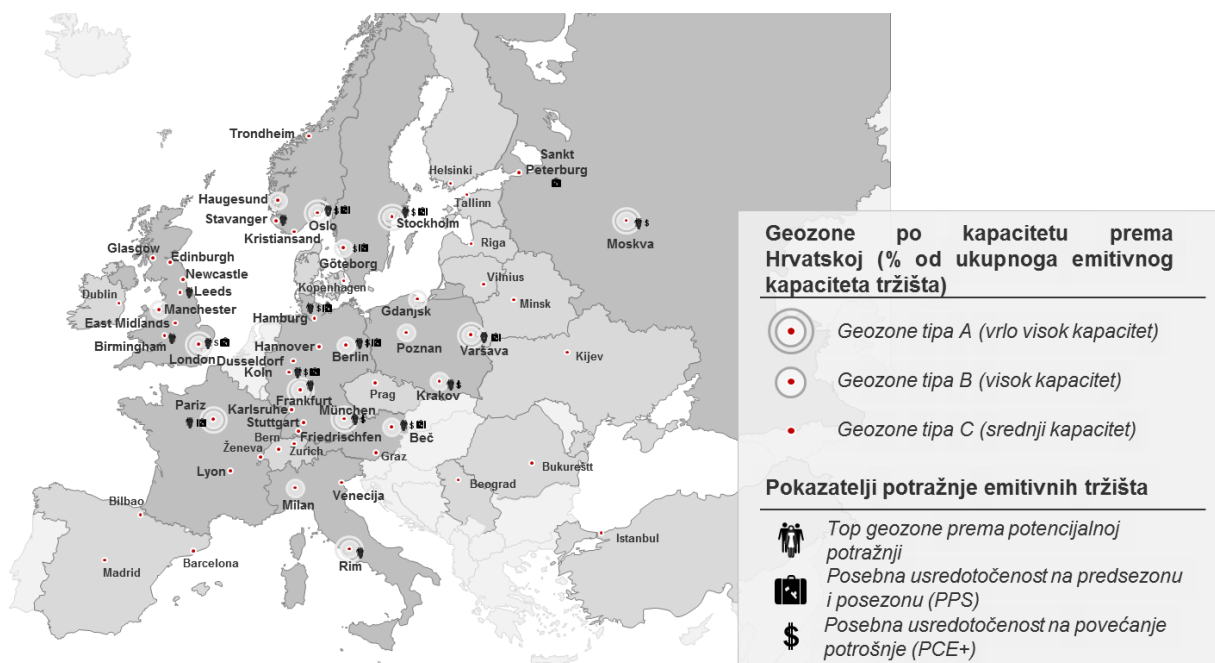 Trondheim
Sankt
Peterburg
Helsinki
Tallinn
Haugesund
Stavanger
Oslo
$
Stockholm
$
Moskva
$
Kristiansand
Göteborg
$
Riga
Glasgow
Edinburgh
Newcastle
Kopenhagen
Vilnius
Minsk
Dublin
Leeds
Manchester
Gdanjsk
Hamburg
$
East Midlands
Birmingham
London
$
Hannover
Berlin
$
Poznan
Varšava
Kijev
Dusseldorf
Koln
$
Frankfurt
Prag
Krakov
$
Pariz
Karlsruhe
München
$
Stuttgart
Friedrischfen
Beč
$
Bern
Ženeva
Zurich
Graz
Lyon
Bukureštt
Milan
Venecija
Beograd
Bilbao
Madrid
Barcelona
Rim
Istanbul
Geozone po kapacitetu prema
Hrvatskoj (% od ukupnoga emitivnog
kapaciteta tržišta)
Geozone tipa A (vrlo visok kapacitet)
Geozone tipa B (visok kapacitet)
Geozone tipa C (srednji kapacitet)
Pokazatelji potražnje emitivnih tržišta
Top geozone prema potencijalnoj
potražnji
Posebna usredotočenost na predsezonu
i posezonu (PPS)
$ Posebna usredotočenost na povećanje
potrošnje (PCE+)